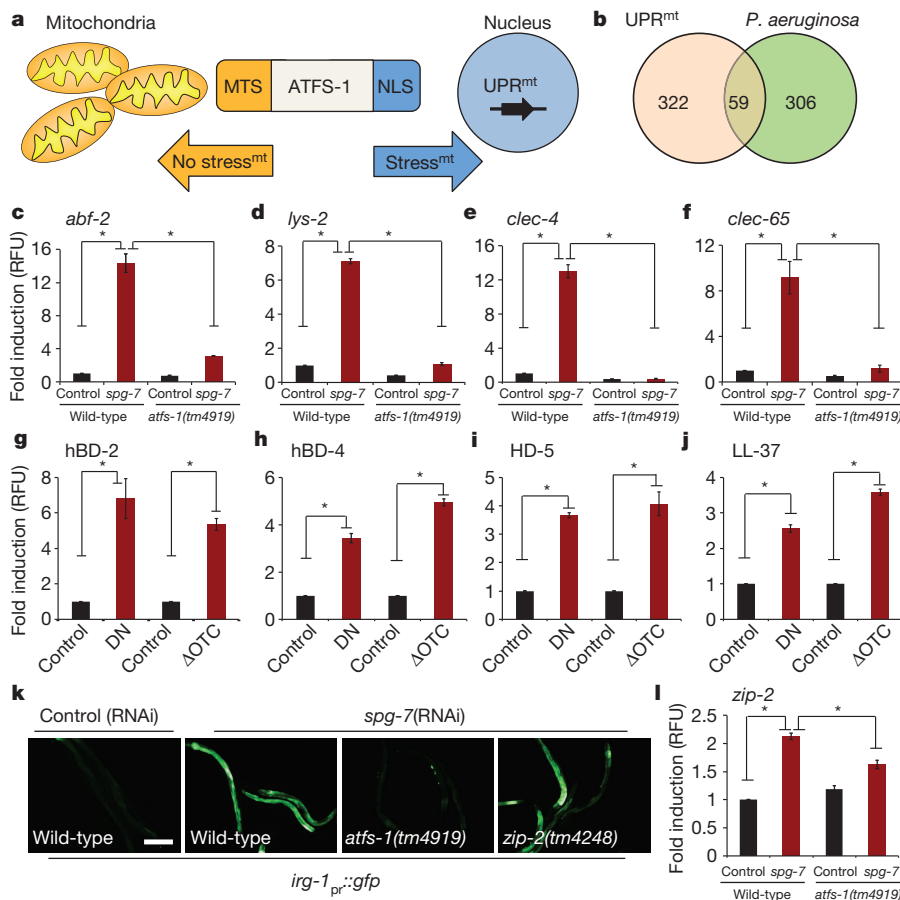 a
Mitochondria
MTS
ATFS-1
NLS
Nucleus
UPRmt
No stressmt
Stressmt
b
UPRmt
P. aeruginosa
322
59
306
c
abf-2
Fold induction (RFU)
16
12
8
4
0
*
*
Control
spg-7
Control
spg-7
Wild-type
atfs-1(tm4919)
d
lys-2
8
6
4
2
0
*
*
Control
spg-7
Control
spg-7
Wild-type
atfs-1(tm4919)
e
clec-4
16
13
10
7
4
1
*
*
Control
spg-7
Control
spg-7
Wild-type
atfs-1(tm4919)
f
clec-65
12
8
4
0
*
*
Control
spg-7
Control
spg-7
Wild-type
atfs-1(tm4919)
g
hBD-2
Fold induction (RFU)
8
6
4
2
0
*
*
Control
DN
Control
ΔOTC
h
hBD-4
6
4
2
0
*
*
Control
DN
Control
ΔOTC
i
HD-5
5
4
3
2
1
0
*
*
Control
DN
Control
ΔOTC
j
LL-37
4
3
2
1
0
*
*
Control
DN
Control
ΔOTC
k
Control (RNAi)
spg-7(RNAi)
Wild-type
Wild-type
atfs-1(tm4919)
zip-2(tm4248)
irg-1pr::gfp
l
zip-2
Fold induction (RFU)
2.5
2
1.5
1
0.5
0
*
*
Control
spg-7
Control
spg-7
Wild-type
atfs-1(tm4919)